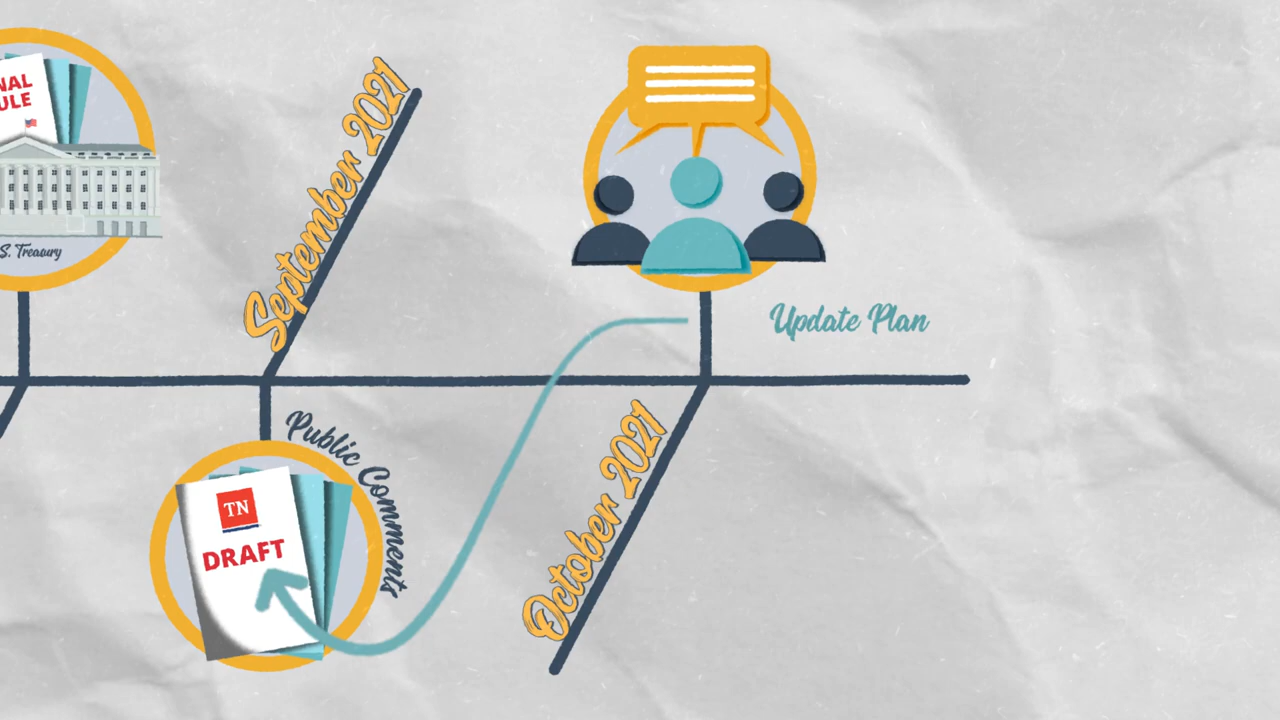 NAL
ULE
S. Treasury
September 2021
Public Comments
TN
DRAFT
October 2021
Update Plan